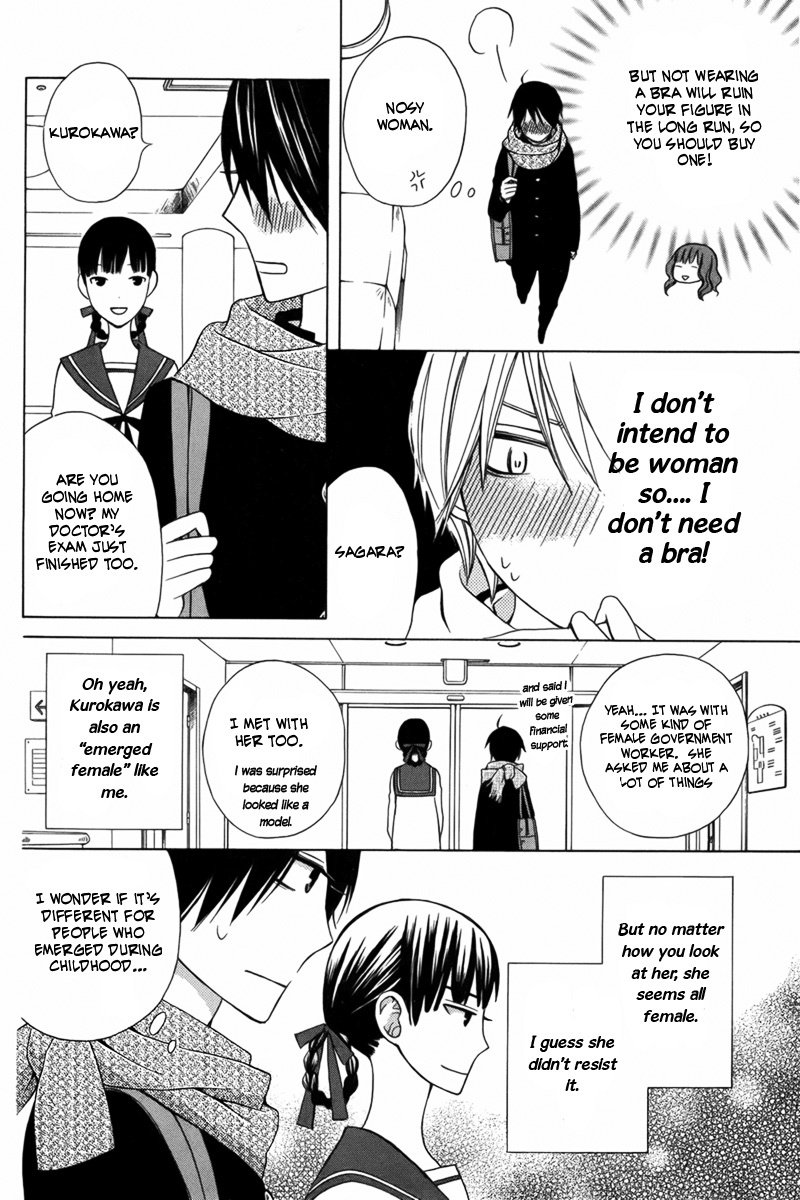 BUT NOT WEARING
A BRA WILL RUIN
YOUR FIGURE IN
THE LONG RUN, SO
YOU SHOULD BUY
ONE!
NOSY
WOMAN.
I don't
intend to
be woman
so.... I
don't need
a bra!
SAGARA?
KUROKAWA?
ARE YOU
GOING HOME
NOW? MY
DOCTOR'S
EXAM JUST
FINISHED TOO.
YEAH... IT WAS WITH
SOME KIND OF
FEMALE GOVERNMENT
WORKER. SHE
ASKED ME ABOUT A
LOT OF THINGS
and said I
will be given
some
financial
support.
I MET WITH
HER TOO.
I was surprised
because she
looked like a
model.
Oh yeah,
Kurokawa is
also an
"emerged
female" like
me.
But no matter
how you look
at her, she
seems all
female.
I guess she
didn't resist
it.
I WONDER IF IT'S
DIFFERENT FOR
PEOPLE WHO
EMERGED DURING
CHILDHOOD...